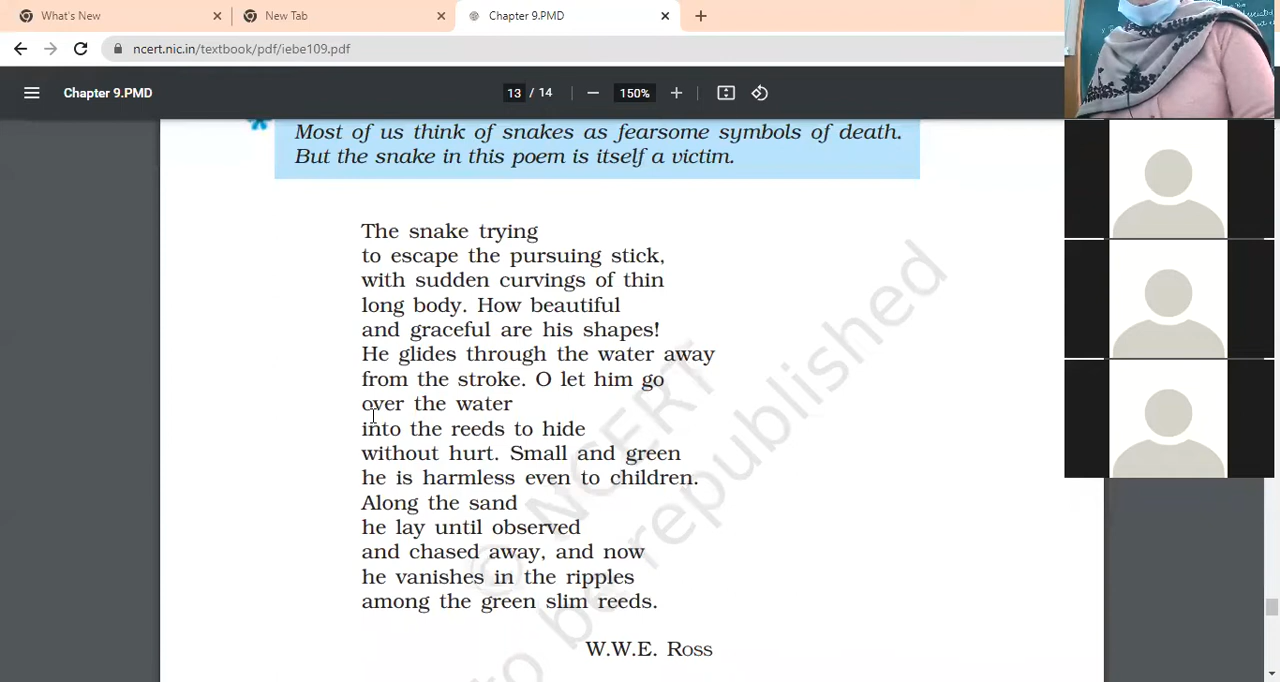 What's New
New Tab
Chapter 9.PMD
ncert.nic.in/textbook/pdf/iebe109.pdf
Chapter 9.PMD
13 / 14
150%
Most of us think of snakes as fearsome symbols of death.
But the snake in this poem is itself a victim.
The snake trying
to escape the pursuing stick,
with sudden curvings of thin
long body. How beautiful
and graceful are his shapes!
He glides through the water away
from the stroke. O let him go
over the water
into the reeds to hide
without hurt. Small and green
he is harmless even to children.
Along the sand
he lay until observed
and chased away, and now
he vanishes in the ripples
among the green slim reeds.
W.W.E. Ross
© NCERT
to be republished